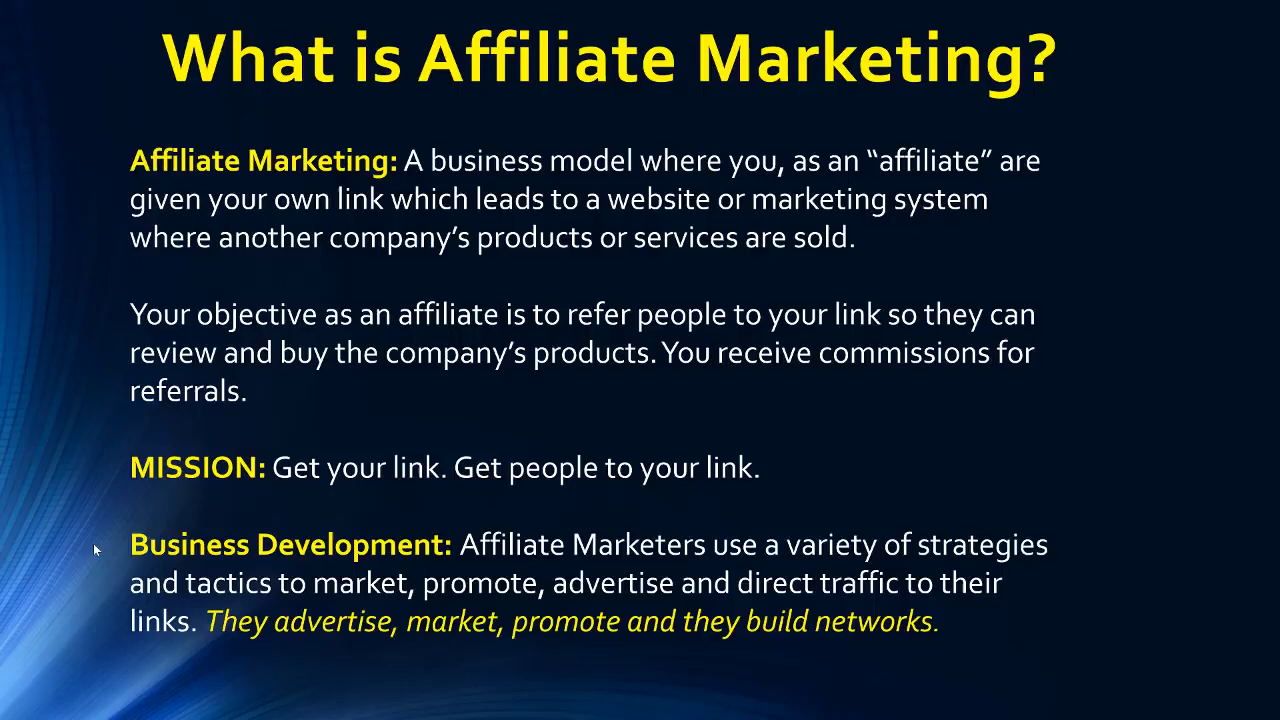 What is Affiliate Marketing?
Affiliate Marketing: A business model where you, as an “affiliate” are
given your own link which leads to a website or marketing system
where another company’s products or services are sold.
Your objective as an affiliate is to refer people to your link so they can
review and buy the company’s products. You receive commissions for
referrals.
MISSION: Get your link. Get people to your link.
Business Development: Affiliate Marketers use a variety of strategies
and tactics to market, promote, advertise and direct traffic to their
links. They advertise, market, promote and they build networks.